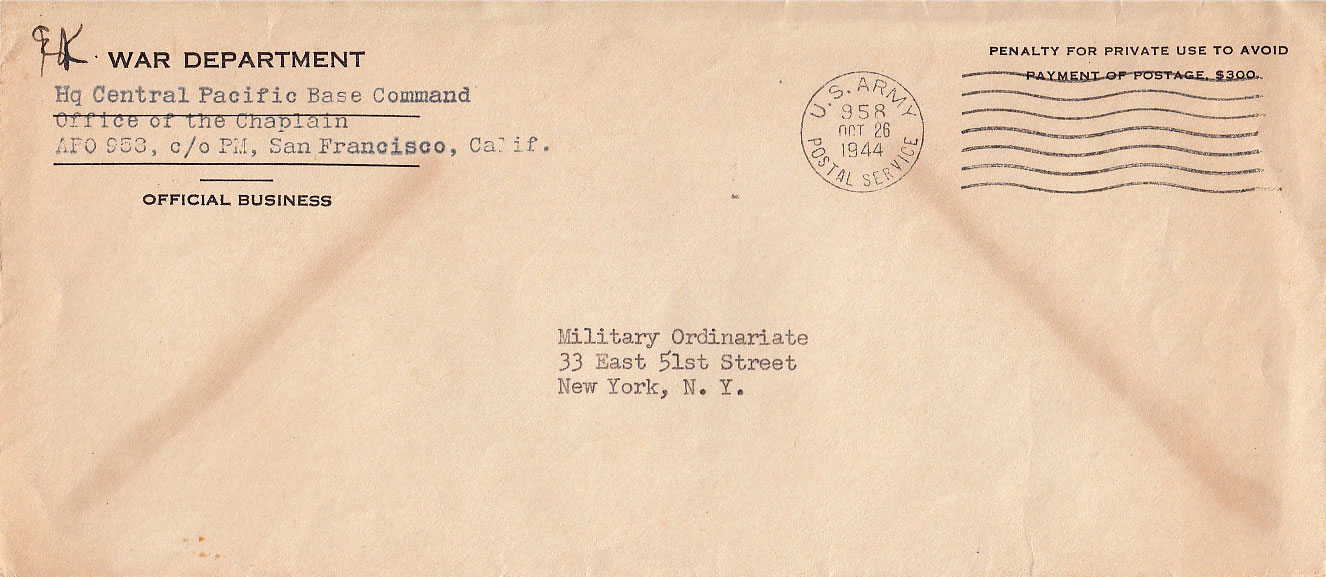 WAR DEPARTMENT
Hq Central Pacific Base Command
Office of the Chaplain
APO 958, c/o PM, San Francisco, Calif.
OFFICIAL BUSINESS
U.S. ARMY
958
OCT 26
1944
POSTAL SERVICE
PENALTY FOR PRIVATE USE TO AVOID
PAYMENT OF POSTAGE, $300.
Military Ordinariate
33 East 51st Street
New York, N. Y.